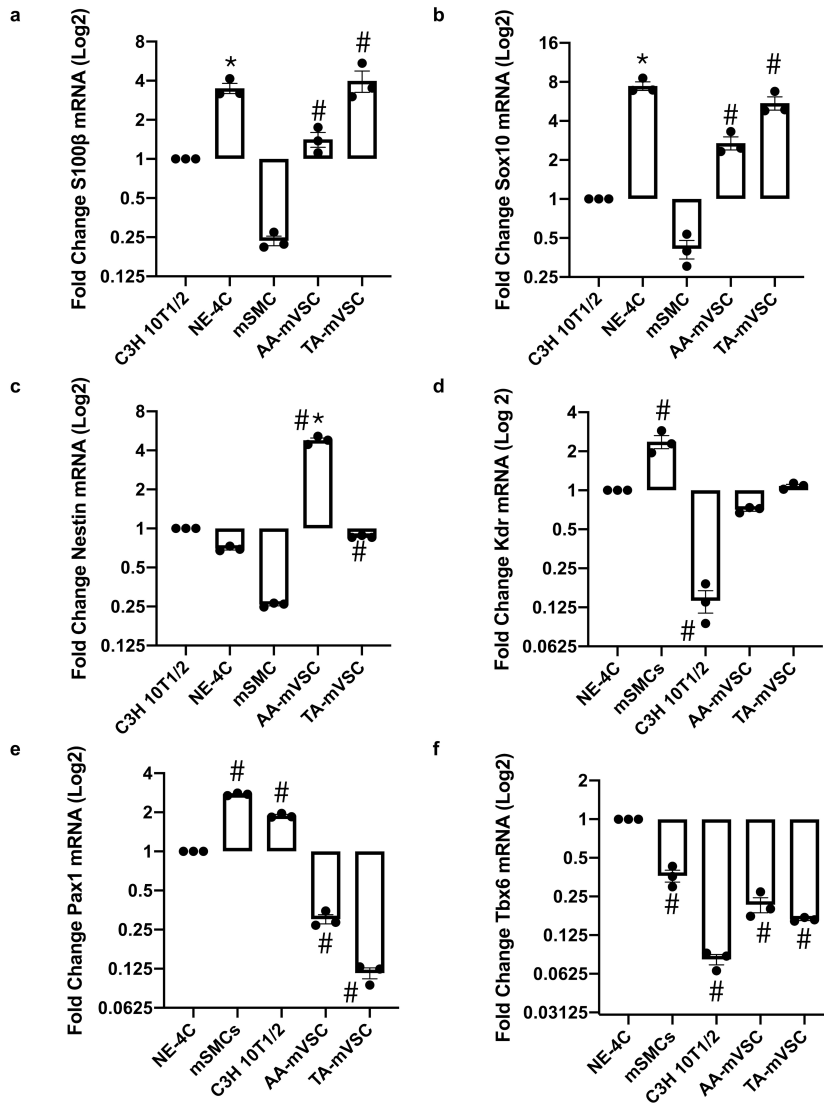 a
Fold Change S100β mRNA (Log2)
8
4
2
1
0.5
0.25
0.125
*
#
#
C3H 10T1/2
NE-4C
mSMC
AA-mVSC
TA-mVSC
b
Fold Change Sox10 mRNA (Log2)
16
8
4
2
1
0.5
0.25
*
#
#
C3H 10T1/2
NE-4C
mSMC
AA-mVSC
TA-mVSC
c
Fold Change Nestin mRNA (Log2)
8
4
2
1
0.5
0.25
0.125
# *
#
C3H 10T1/2
NE-4C
mSMC
AA-mVSC
TA-mVSC
d
Fold Change Kdr mRNA (Log 2)
4
2
1
0.5
0.25
0.125
0.0625
#
#
NE-4C
mSMCs
C3H 10T1/2
AA-mVSC
TA-mVSC
e
Fold Change Pax1 mRNA (Log2)
4
2
1
0.5
0.25
0.125
0.0625
#
#
#
#
NE-4C
mSMCs
C3H 10T1/2
AA-mVSC
TA-mVSC
f
Fold Change Tbx6 mRNA (Log2)
2
1
0.5
0.25
0.125
0.0625
0.03125
#
#
#
#
NE-4C
mSMCs
C3H 10T1/2
AA-mVSC
TA-mVSC